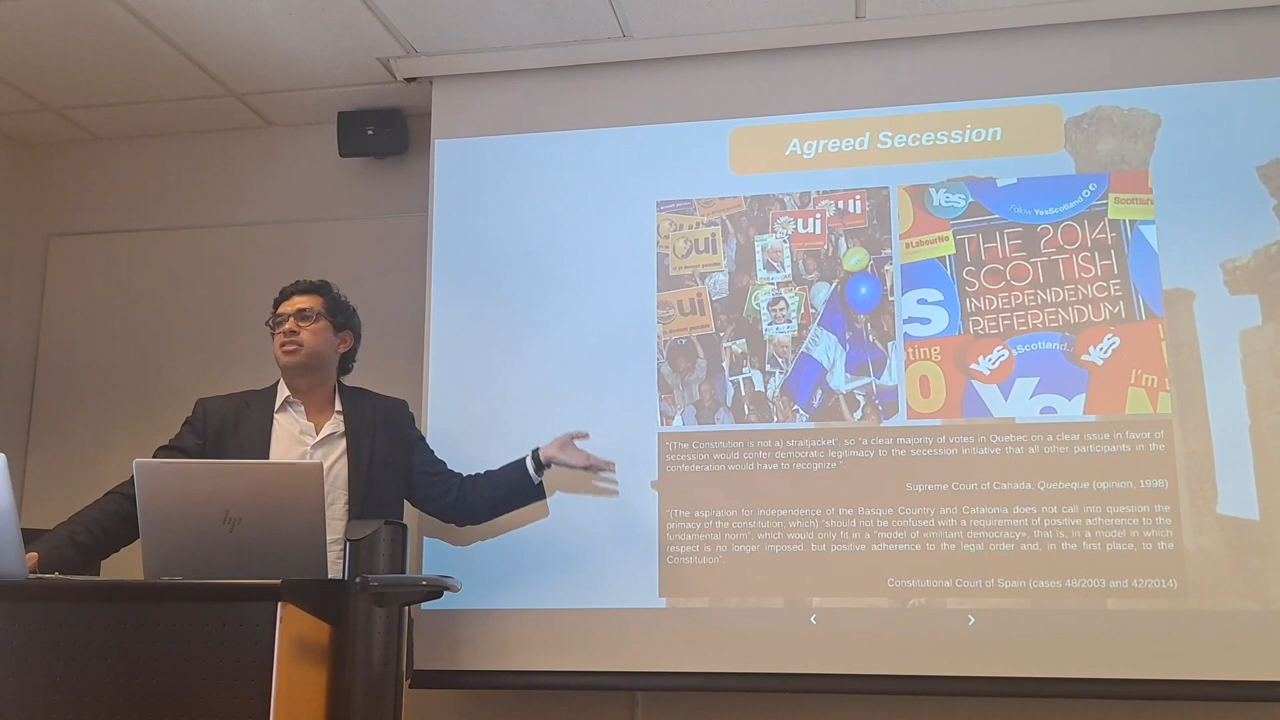 Agreed Secession
Oui
Oui
Oui
Oui
Yes
Follow YesScotland
Scottish
#LabourNo
THE 2014
SCOTTISH
INDEPENDENCE
REFERENDUM
Yes
sScotland.
Yes
ting
I'm
"(The Constitution is not a) straitjacket", so "a clear majority of votes in Quebec on a clear issue in favor of
secession would confer democratic legitimacy to the secession initiative that all other participants in the
confederation would have to recognize."
Supreme Court of Canada, Quebeque (opinion, 1998)
"(The aspiration for independence of the Basque Country and Catalonia does not call into question the
primacy of the constitution, which) "should not be confused with a requirement of positive adherence to the
fundamental norm", which would only fit in a "model of «militant democracy», that is, in a model in which
respect is no longer imposed, but positive adherence to the legal order and, in the first place, to the
Constitution".
Constitutional Court of Spain (cases 48/2003 and 42/2014)
hp